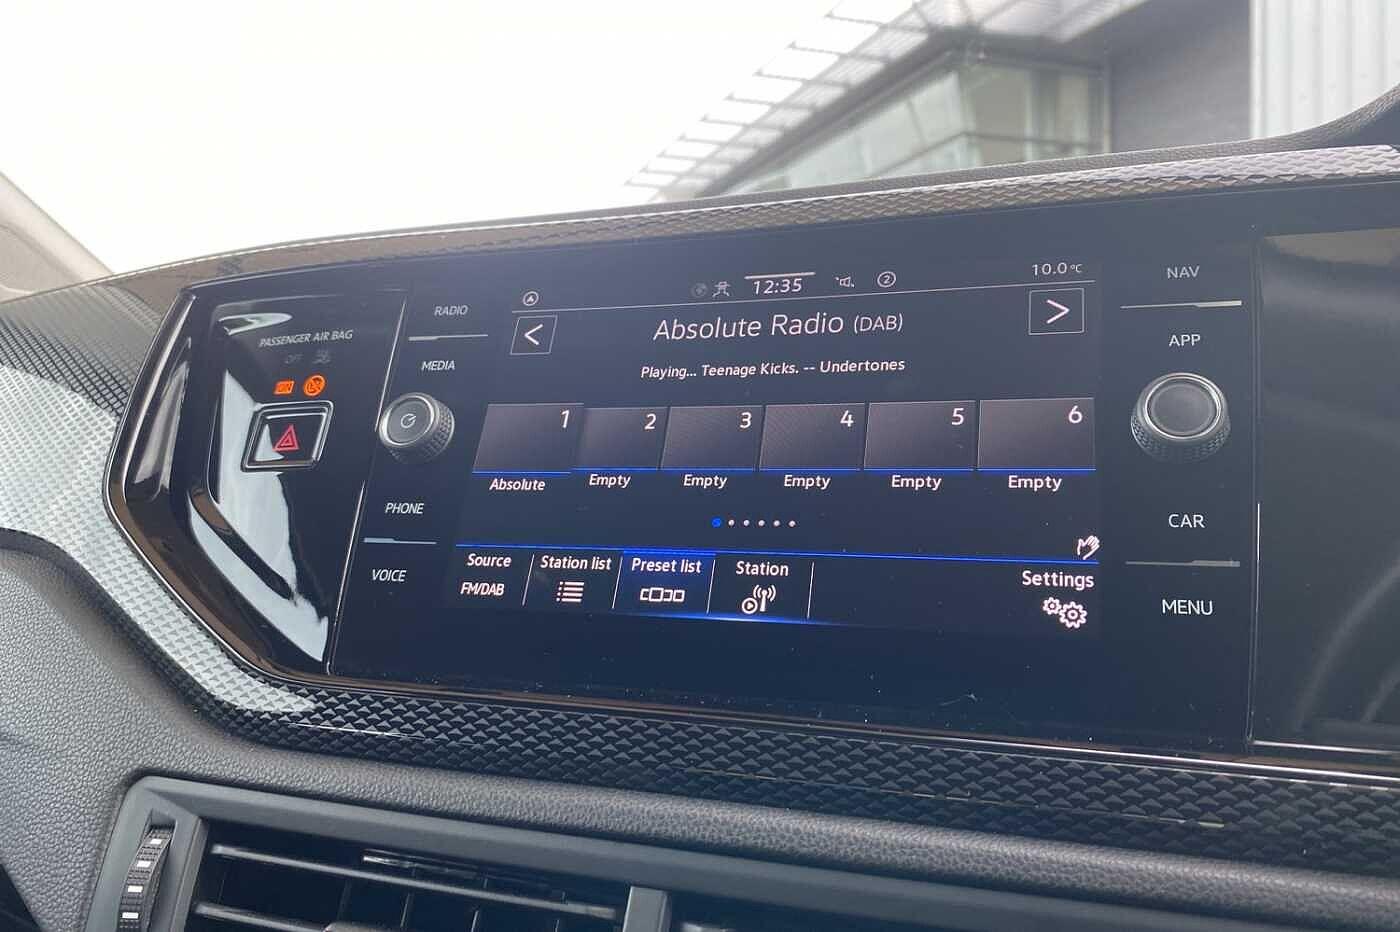 PASSENGER AIR BAG
OFF
RADIO
MEDIA
PHONE
VOICE
12:35
2
10.0°C
<
Absolute Radio (DAB)
>
Playing... Teenage Kicks. -- Undertones
1 2 3 4 5 6
Absolute Empty Empty Empty Empty Empty
Source Station list Preset list Station Settings
FM/DAB
NAV
APP
CAR
MENU